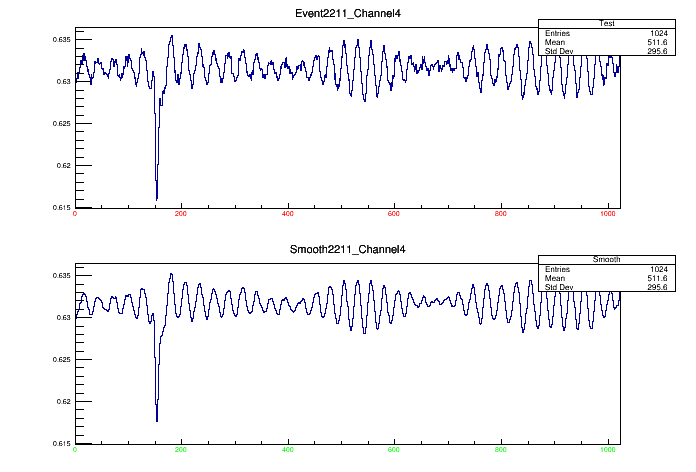 Event2211_Channel4
Test
Entries 1024
Mean 511.6
Std Dev 295.6
0.635
0.63
0.625
0.62
0.615
0 200 400 600 800 1000
Smooth2211_Channel4
Smooth
Entries 1024
Mean 511.6
Std Dev 295.6
0.635
0.63
0.625
0.62
0.615
0 200 400 600 800 1000